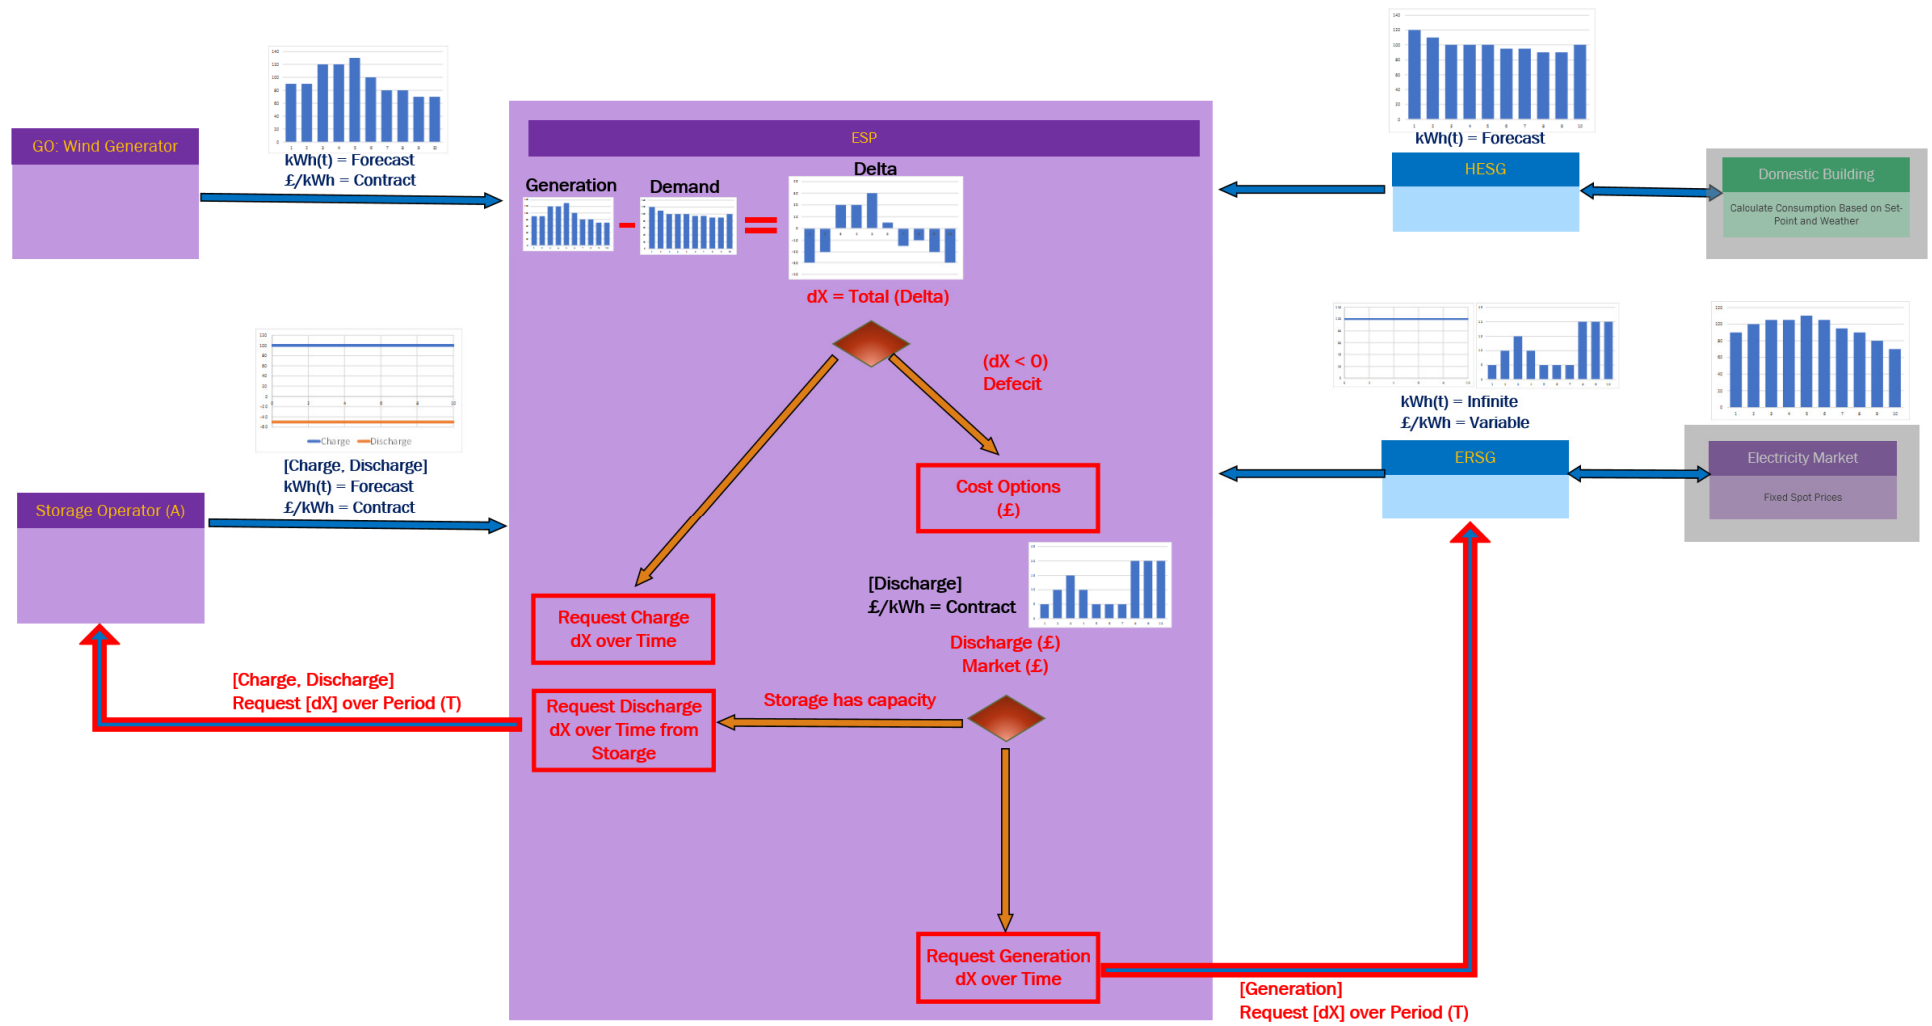 GO: Wind Generator
kWh(t) = Forecast
£/kWh = Contract
ESP
Generation
Demand
Delta
dX = Total (Delta)
(dX < 0)
Defecit
Cost Options
(£)
[Discharge]
£/kWh = Contract
Discharge (£)
Market (£)
Storage has capacity
Request Charge
dX over Time
Request Discharge
dX over Time from
Stoarge
Request Generation
dX over Time
Charge
Discharge
[Charge, Discharge]
kWh(t) = Forecast
£/kWh = Contract
Storage Operator (A)
[Charge, Discharge]
Request [dX] over Period (T)
kWh(t) = Forecast
HESG
Domestic Building
Calculate Consumption Based on Set-
Point and Weather
kWh(t) = Infinite
£/kWh = Variable
ERSG
Electricity Market
Fixed Spot Prices
[Generation]
Request [dX] over Period (T)